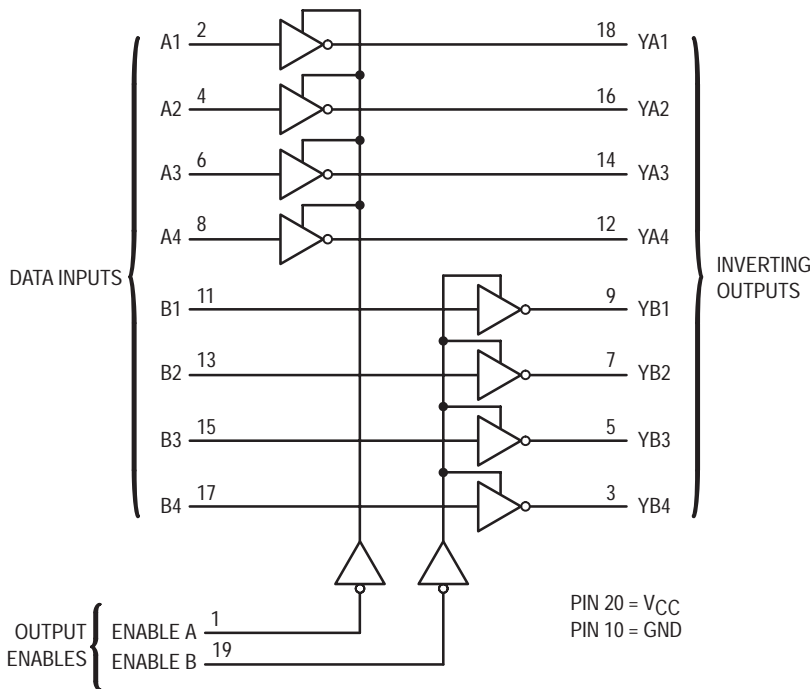 A1 2 18 YA1
A2 4 16 YA2
A3 6 14 YA3
A4 8 12 YA4
DATA INPUTS
INVERTING
OUTPUTS
B1 11 9 YB1
B2 13 7 YB2
B3 15 5 YB3
B4 17 3 YB4
OUTPUT
ENABLES
ENABLE A 1
ENABLE B 19
PIN 20 = VCC
PIN 10 = GND